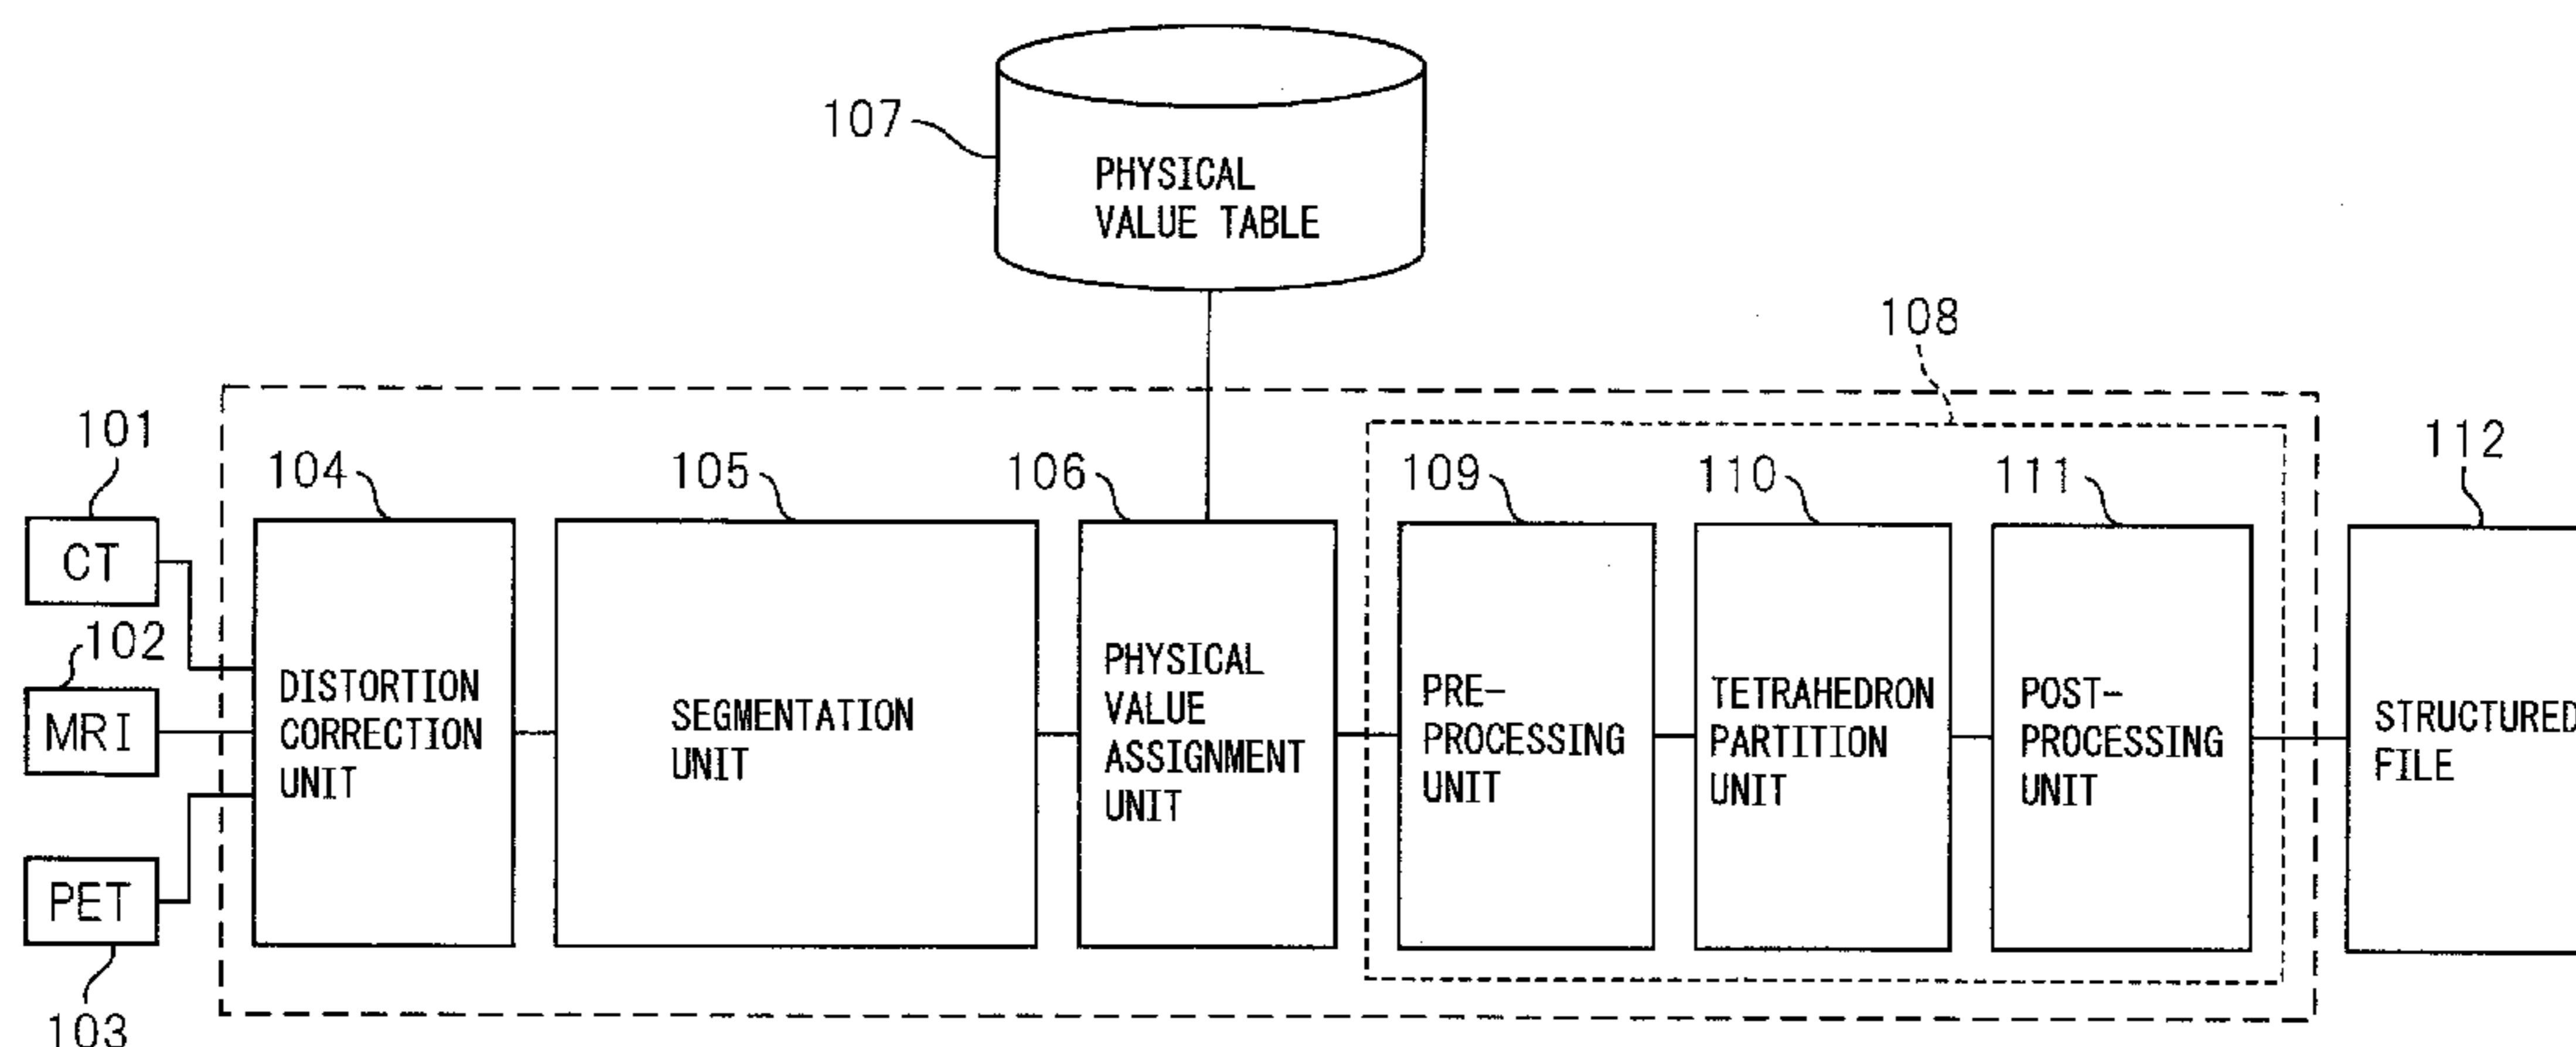 107
PHYSICAL
VALUE TABLE
108
101
104
105
106
109
110
111
112
CT
102
MRI
PET
103
DISTORTION
CORRECTION
UNIT
SEGMENTATION
UNIT
PHYSICAL
VALUE
ASSIGNMENT
UNIT
PRE-
PROCESSING
UNIT
TETRAHEDRON
PARTITION
UNIT
POST-
PROCESSING
UNIT
STRUCTURED
FILE